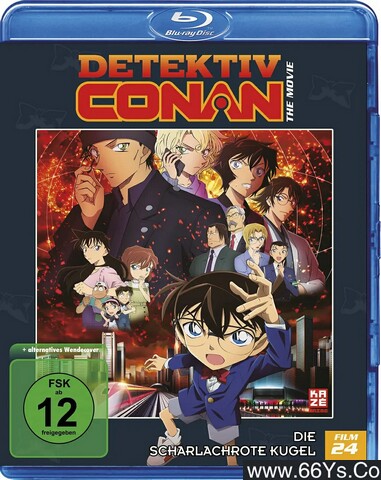 Blu-ray Disc
DETEKTIV
CONAN
THE MOVIE
+ alternatives Wendecover
FSK
ab
12
freigegeben
KAZÉ
DIE
SCHARLACHROTE KUGEL
FILM
24
www.66Ys.Co